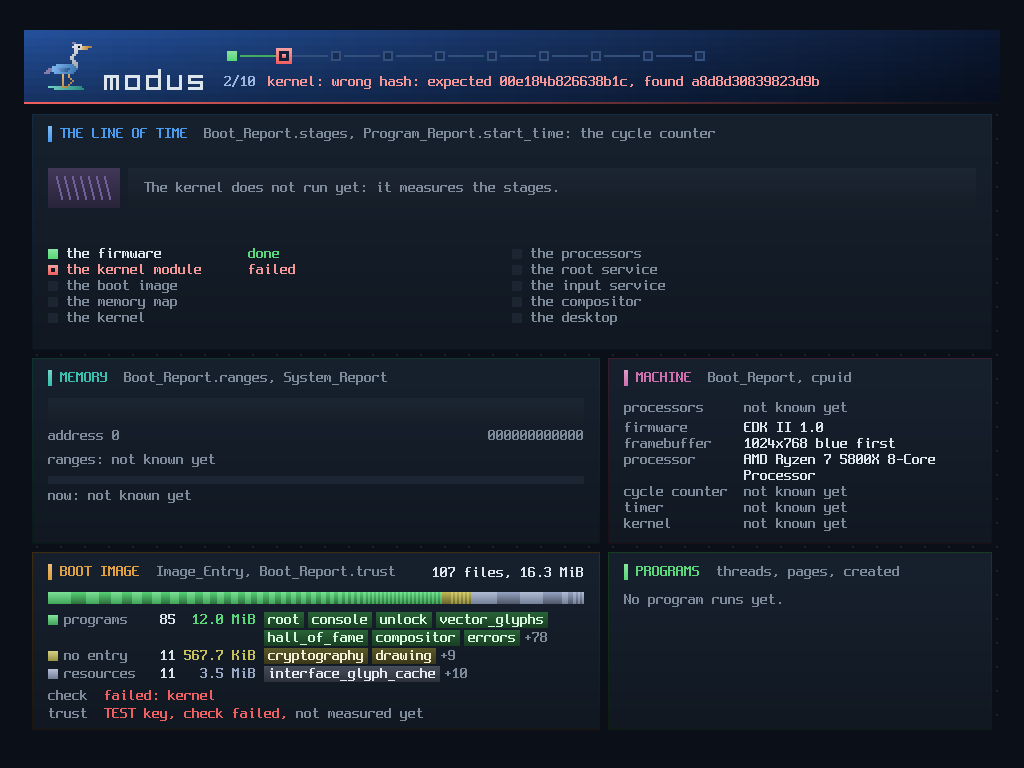 modus
2/10 kernel: wrong hash: expected 00e184b826638b1c, found a8d8d30839823d9b
THE LINE OF TIME Boot_Report.stages, Program_Report.start_time: the cycle counter
The kernel does not run yet: it measures the stages.
the firmware done
the kernel module failed
the boot image
the memory map
the kernel
the processors
the root service
the input service
the compositor
the desktop
MEMORY Boot_Report.ranges, System_Report
address 0 000000000000
ranges: not known yet
now: not known yet
MACHINE Boot_Report, cpuid
processors not known yet
firmware EDK II 1.0
framebuffer 1024x768 blue first
processor AMD Ryzen 7 5800X 8-Core
Processor
cycle counter not known yet
timer not known yet
kernel not known yet
BOOT IMAGE Image_Entry, Boot_Report.trust 107 files, 16.3 MiB
programs 85 12.0 MiB root console unlock vector_glyphs
hall_of_fame compositor errors +78
no entry 11 567.7 KiB cryptography drawing +9
resources 11 3.5 MiB interface_glyph_cache +10
check failed: kernel
trust TEST key, check failed, not measured yet
PROGRAMS threads, pages, created
No program runs yet.